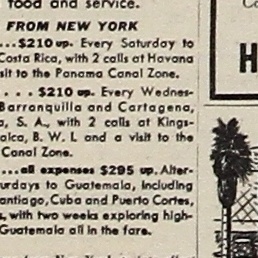 food and service.
FROM NEW YORK
...$210 up. Every Saturday to
Costa Rica, with 2 calls at Havana
sit to the Panama Canal Zone.
....$210 up. Every Wednes-
Barranquilla and Cartagena,
a, S. A., with 2 calls at Kings-
aica, B. W. I. and a visit to the
Canal Zone.
...all expenses $295 up. Alter-
urdays to Guatemala, including
antiago, Cuba and Puerto Cortes,
s, with two weeks exploring high-
Guatemala all in the fare.
H